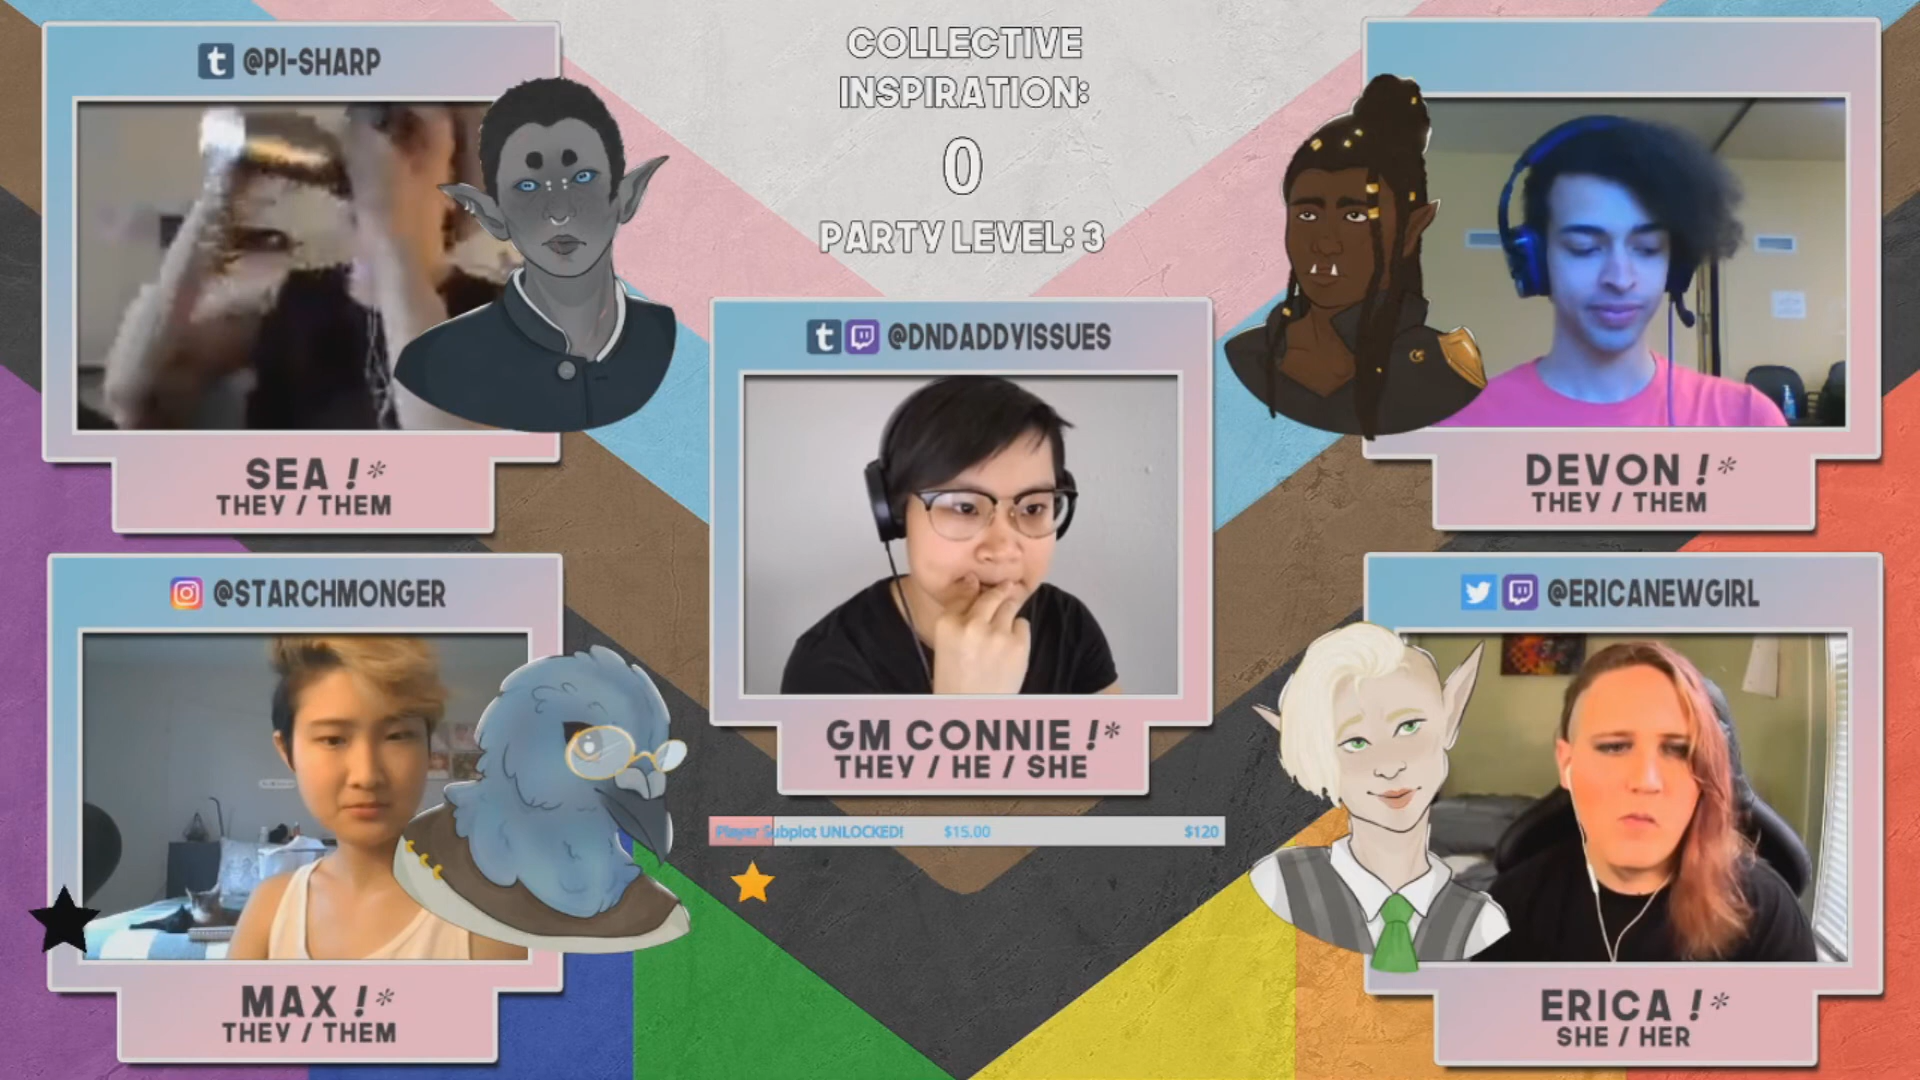 @PI-SHARP
SEA !*
THEY / THEM
COLLECTIVE
INSPIRATION:
0
PARTY LEVEL: 3
DEVON !*
THEY / THEM
@DNDADDYISSUES
GM CONNIE !*
THEY / HE / SHE
Player Subplot UNLOCKED! $15.00 $120
@STARCHMONGER
MAX !*
THEY / THEM
@ERICANEWGIRL
ERICA !*
SHE / HER